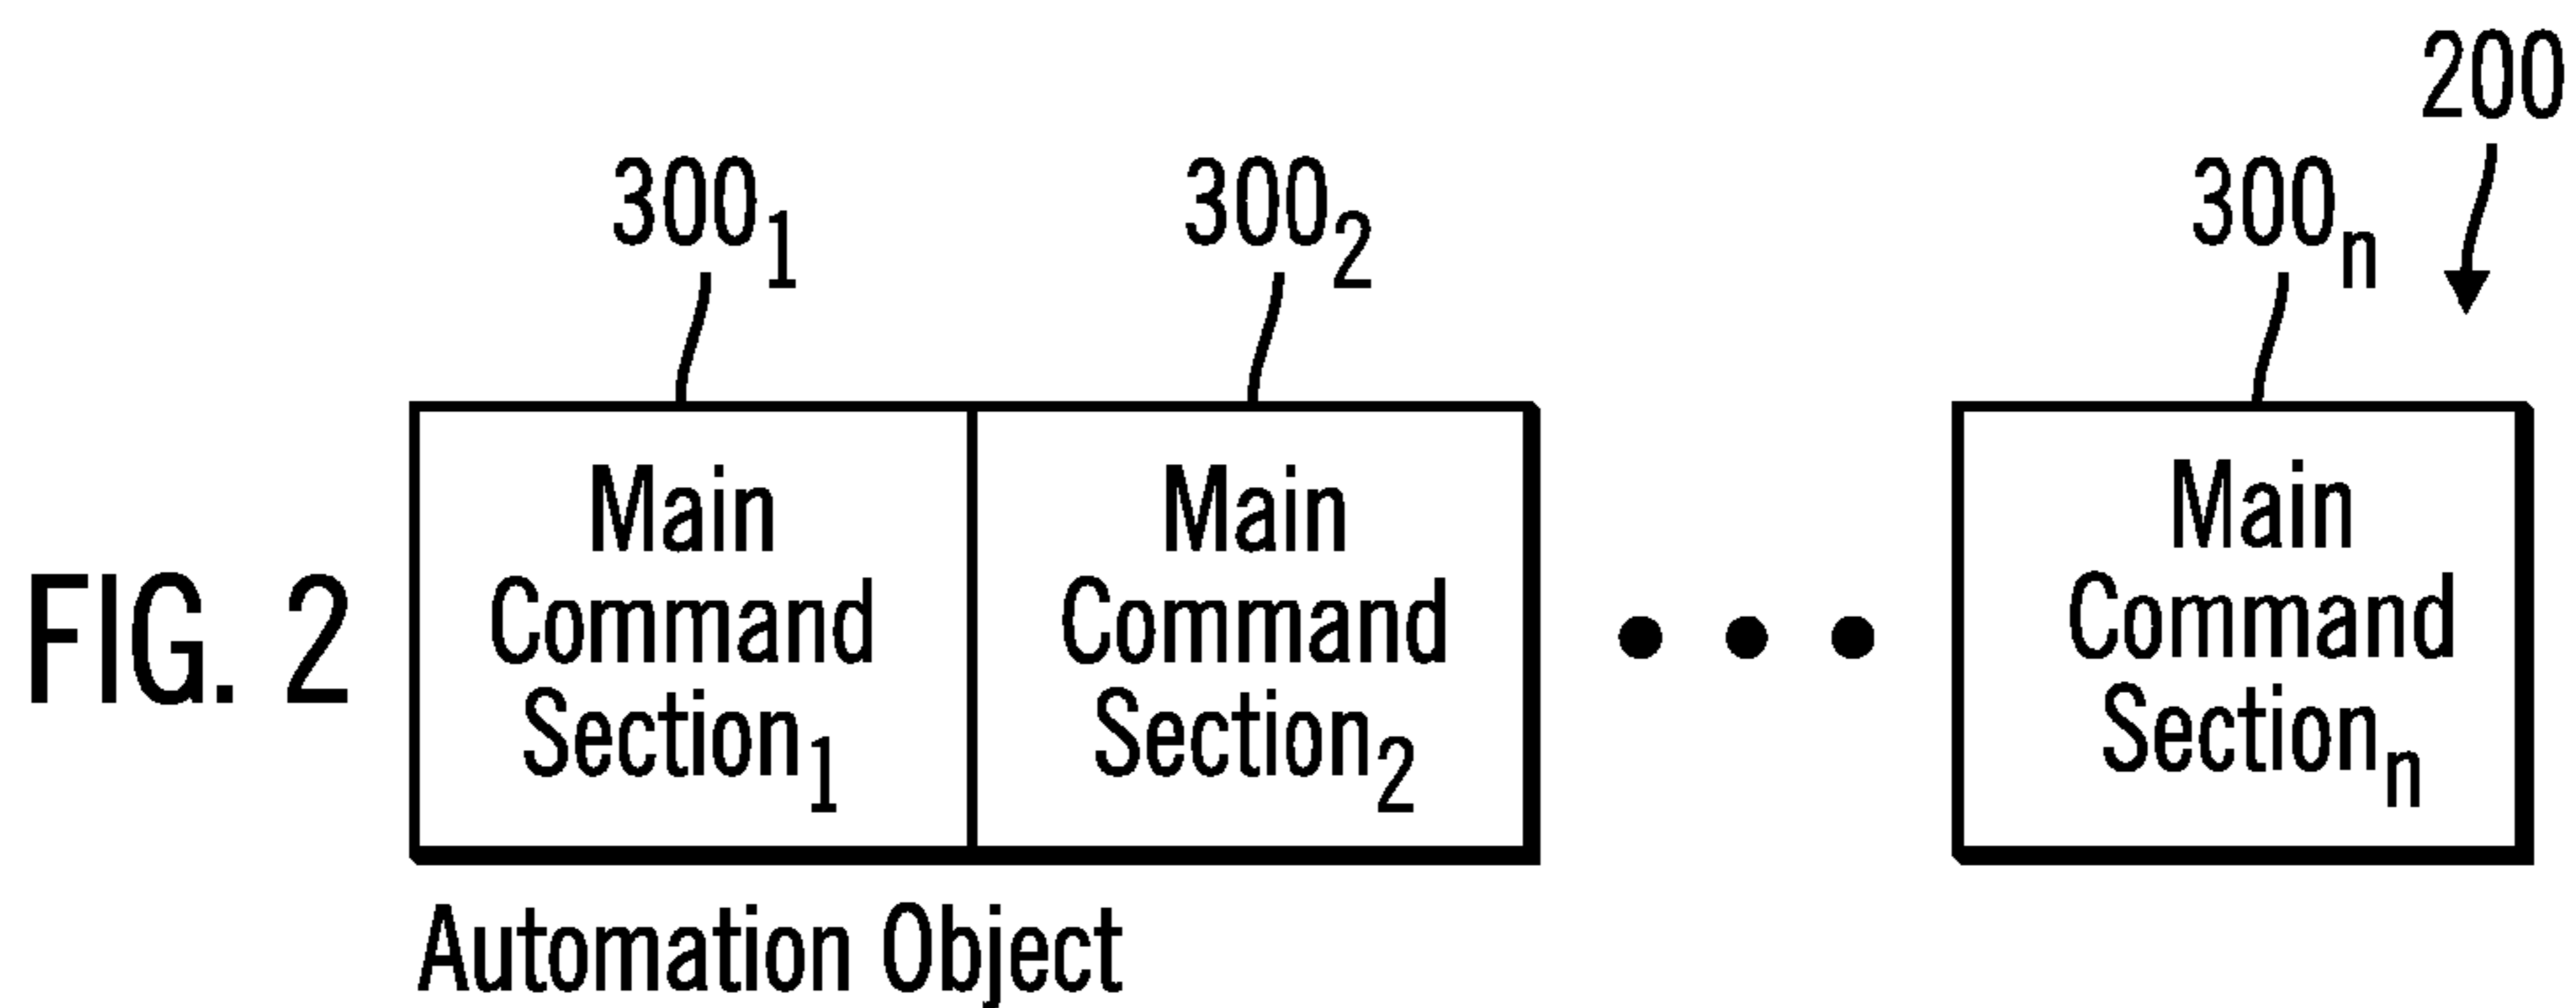 200
300₁ 300₂ 300ₙ
Main Main Main
Command Command Command
FIG. 2 Section₁ Section₂ Sectionₙ
Automation Object